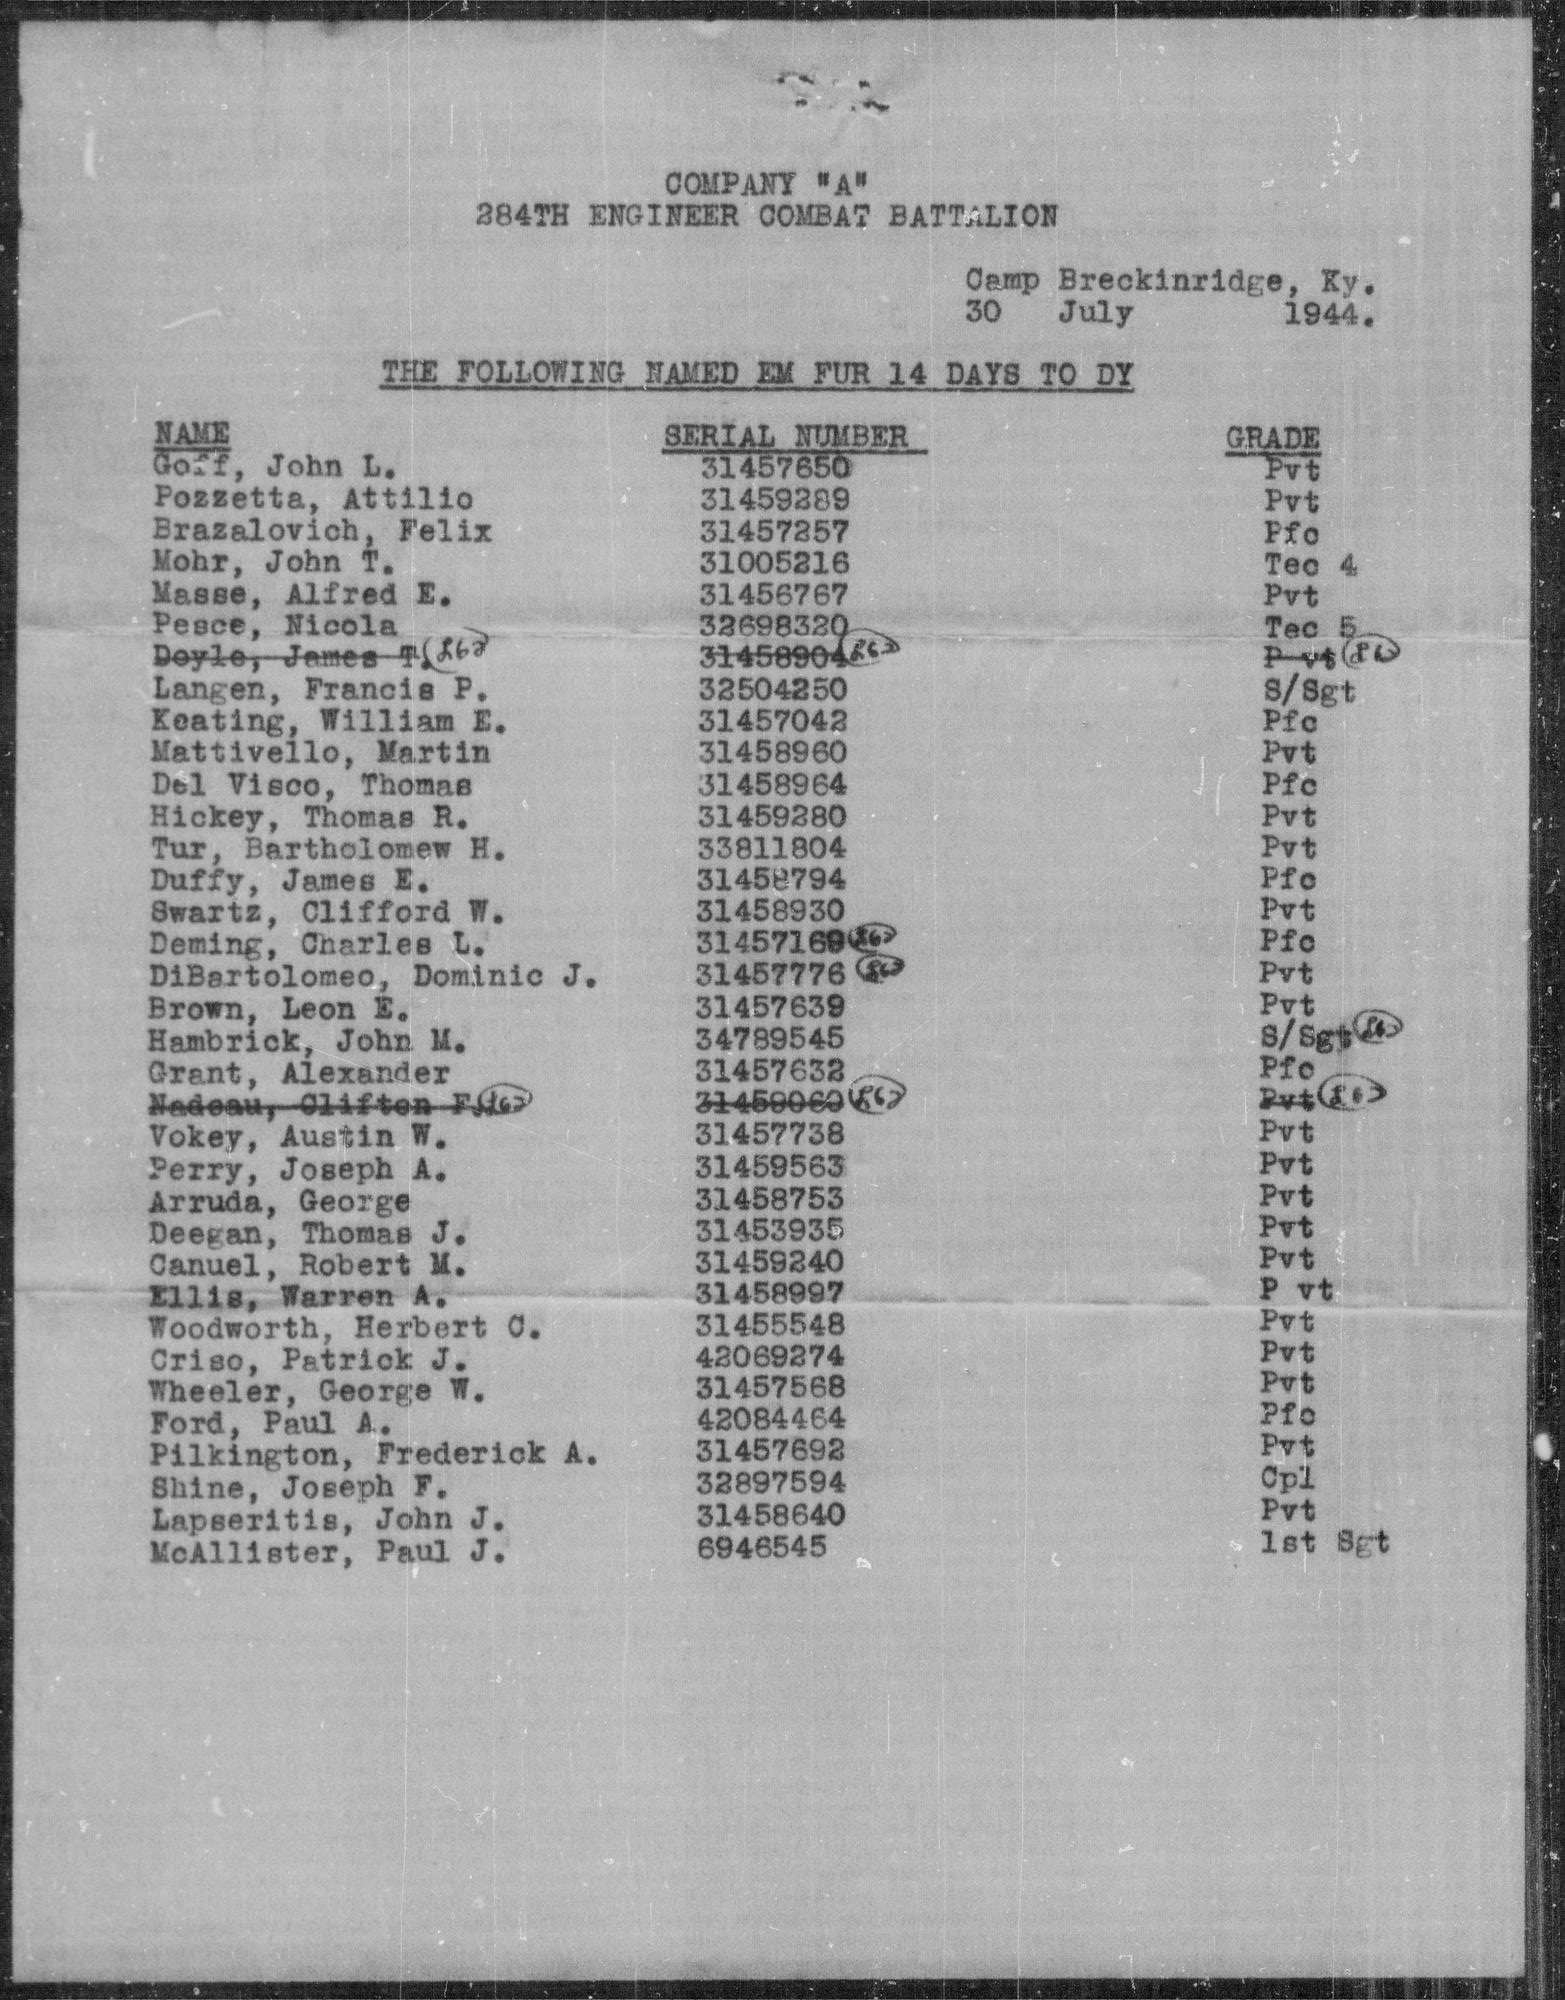 COMPANY "A"
284TH ENGINEER COMBAT BATTALION
Camp Breckinridge, Ky.
30 July 1944.
THE FOLLOWING NAMED EM FUR 14 DAYS TO DY
NAME SERIAL NUMBER GRADE
Goff, John L. 31457650 Pvt
Pozzetta, Attilio 31459289 Pvt
Brazalovich, Felix 31457257 Pfc
Mohr, John T. 31005216 Tec 4
Masse, Alfred E. 31456767 Pvt
Pesce, Nicola 32698320 Tec 5
Doyle, James T. 31458904 P vt
Langen, Francis P. 32504250 S/Sgt
Keating, William E. 31457042 Pfc
Mattivello, Martin 31458960 Pvt
Del Visco, Thomas 31458964 Pfc
Hickey, Thomas R. 31459280 Pvt
Tur, Bartholomew H. 33811804 Pvt
Duffy, James E. 31458794 Pfc
Swartz, Clifford W. 31458930 Pvt
Deming, Charles L. 31457169 Pfc
DiBartolomeo, Dominic J. 31457776 Pvt
Brown, Leon E. 31457639 Pvt
Hambrick, John M. 34789545 S/Sgt
Grant, Alexander 31457632 Pfc
Nadeau, Clifton F. 31459060 Pvt
Vokey, Austin W. 31457738 Pvt
Perry, Joseph A. 31459563 Pvt
Arruda, George 31458753 Pvt
Deegan, Thomas J. 31453935 Pvt
Canuel, Robert M. 31459240 Pvt
Ellis, Warren A. 31458997 P vt
Woodworth, Herbert C. 31455548 Pvt
Criso, Patrick J. 42069274 Pvt
Wheeler, George W. 31457568 Pvt
Ford, Paul A. 42084464 Pfc
Pilkington, Frederick A. 31457692 Pvt
Shine, Joseph F. 32897594 Cpl
Lapseritis, John J. 31458640 Pvt
McAllister, Paul J. 6946545 1st Sgt